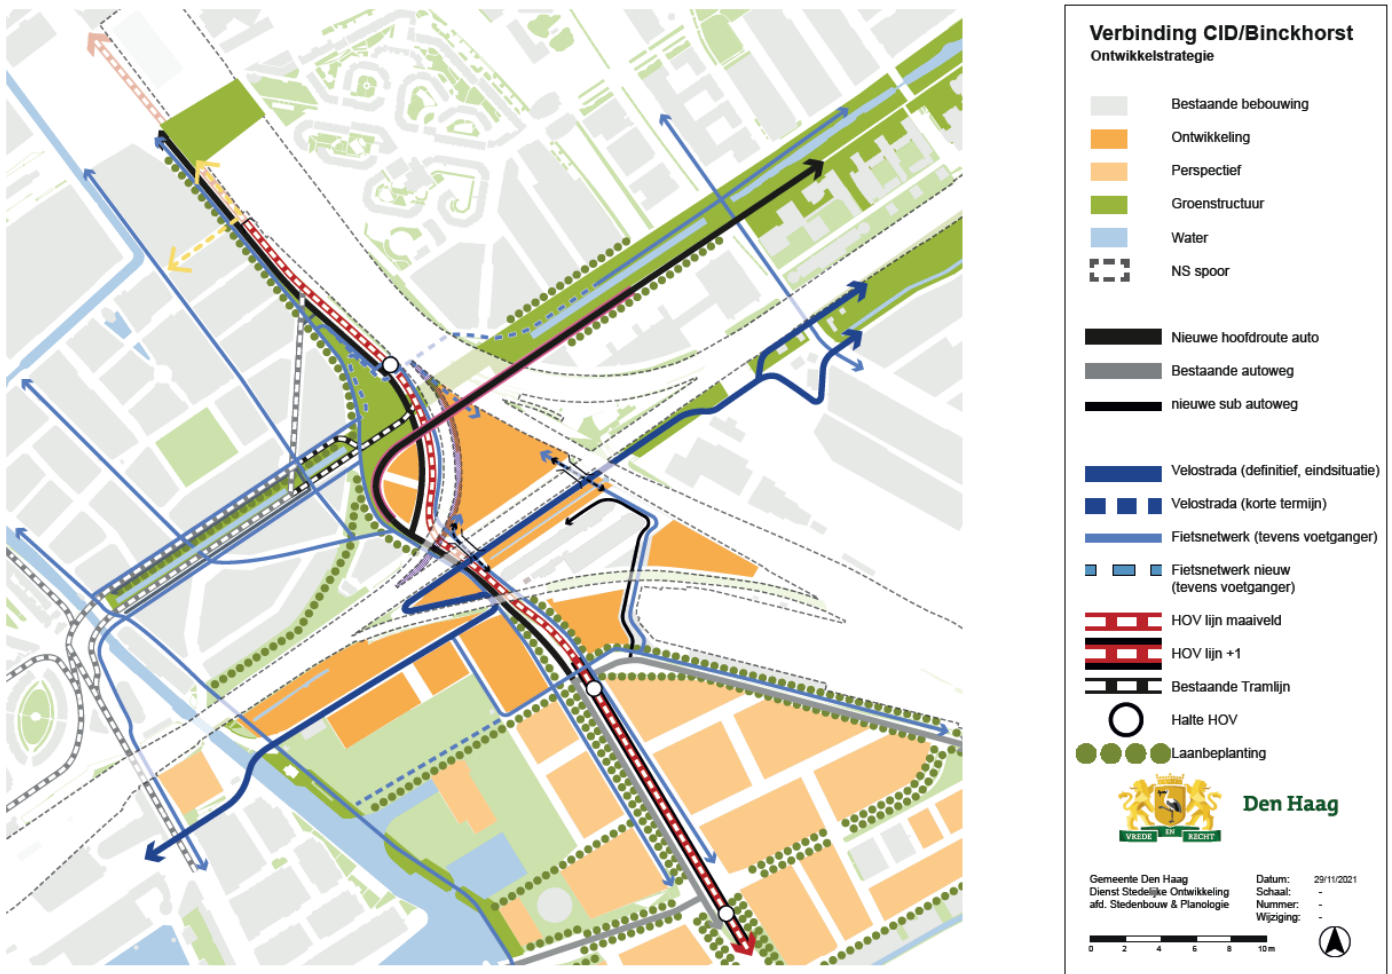 Verbinding CID/Binckhorst
Ontwikkelstrategie
Bestaande bebouwing
Ontwikkeling
Perspectief
Groenstructuur
Water
NS spoor
Nieuwe hoofdroute auto
Bestaande autoweg
nieuwe sub autoweg
Velostrada (definitief, eindsituatie)
Velostrada (korte termijn)
Fietsnetwerk (tevens voetganger)
Fietsnetwerk nieuw
(tevens voetganger)
HOV lijn maaiveld
HOV lijn +1
Bestaande Tramlijn
Halte HOV
Laanbeplanting
VREDE EN RECHT
Den Haag
Gemeente Den Haag
Dienst Stedelijke Ontwikkeling
afd. Stedenbouw & Planologie
Datum: 29/11/2021
Schaal: -
Nummer: -
Wijziging: -
0 2 4 6 8 10 m